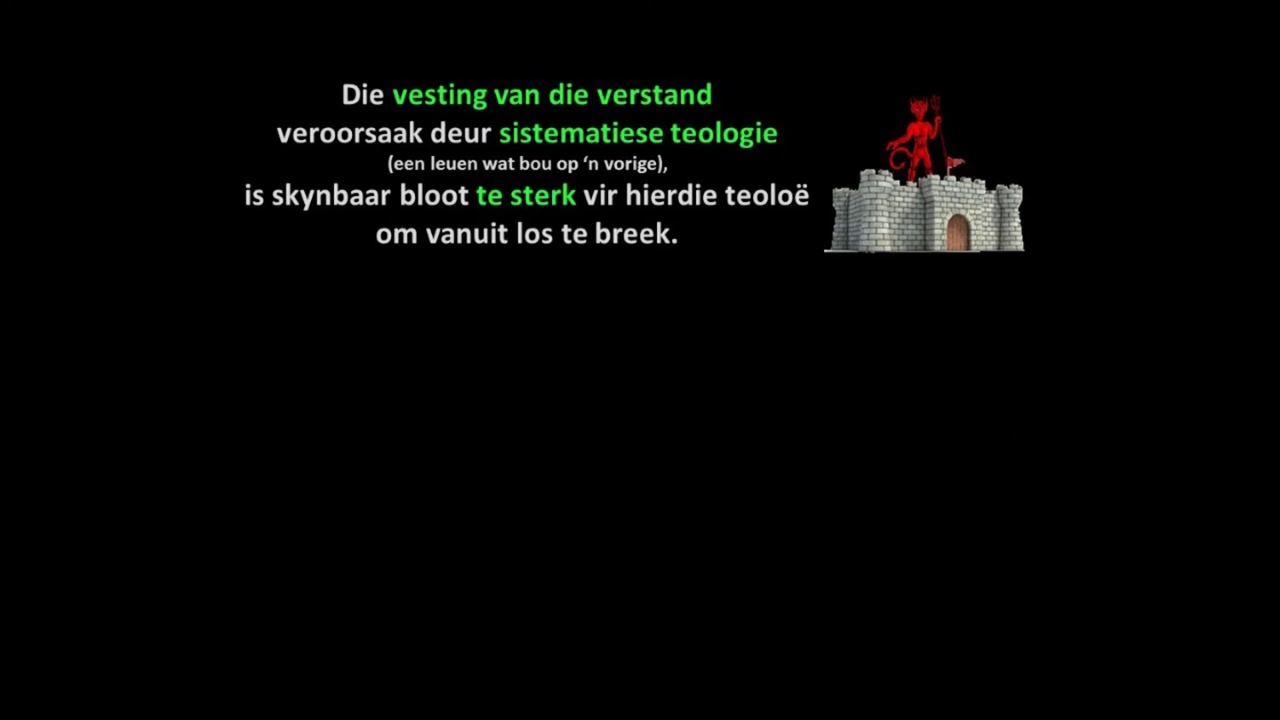 Die vesting van die verstand
veroorsaak deur sistematiese teologie
(een leuen wat bou op ‘n vorige),
is skynbaar bloot te sterk vir hierdie teoloë
om vanuit los te breek.